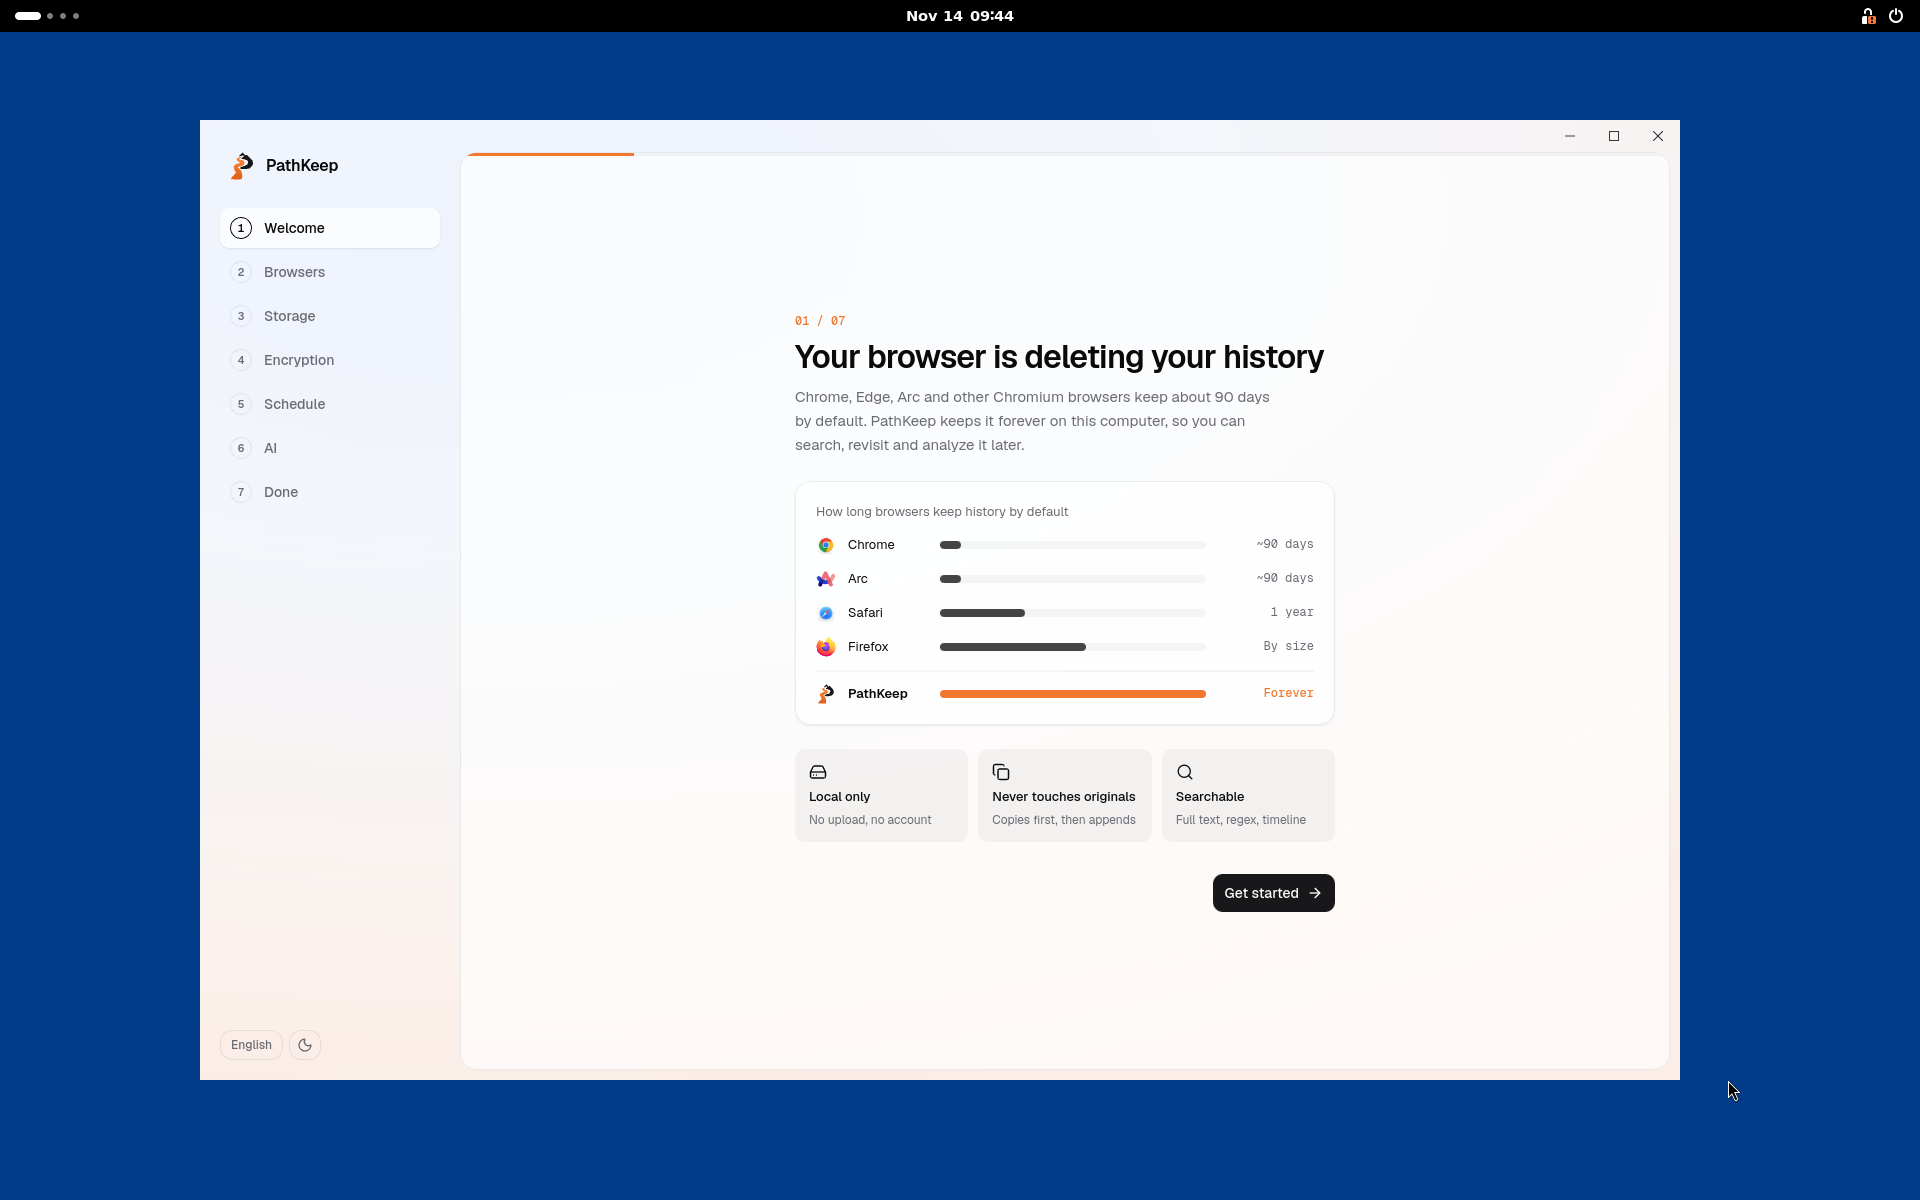 Nov 14 09:44
PathKeep
1 Welcome
2 Browsers
3 Storage
4 Encryption
5 Schedule
6 AI
7 Done
English
01 / 07
Your browser is deleting your history
Chrome, Edge, Arc and other Chromium browsers keep about 90 days
by default. PathKeep keeps it forever on this computer, so you can
search, revisit and analyze it later.
How long browsers keep history by default
Chrome ~90 days
Arc ~90 days
Safari 1 year
Firefox By size
PathKeep Forever
Local only
No upload, no account
Never touches originals
Copies first, then appends
Searchable
Full text, regex, timeline
Get started